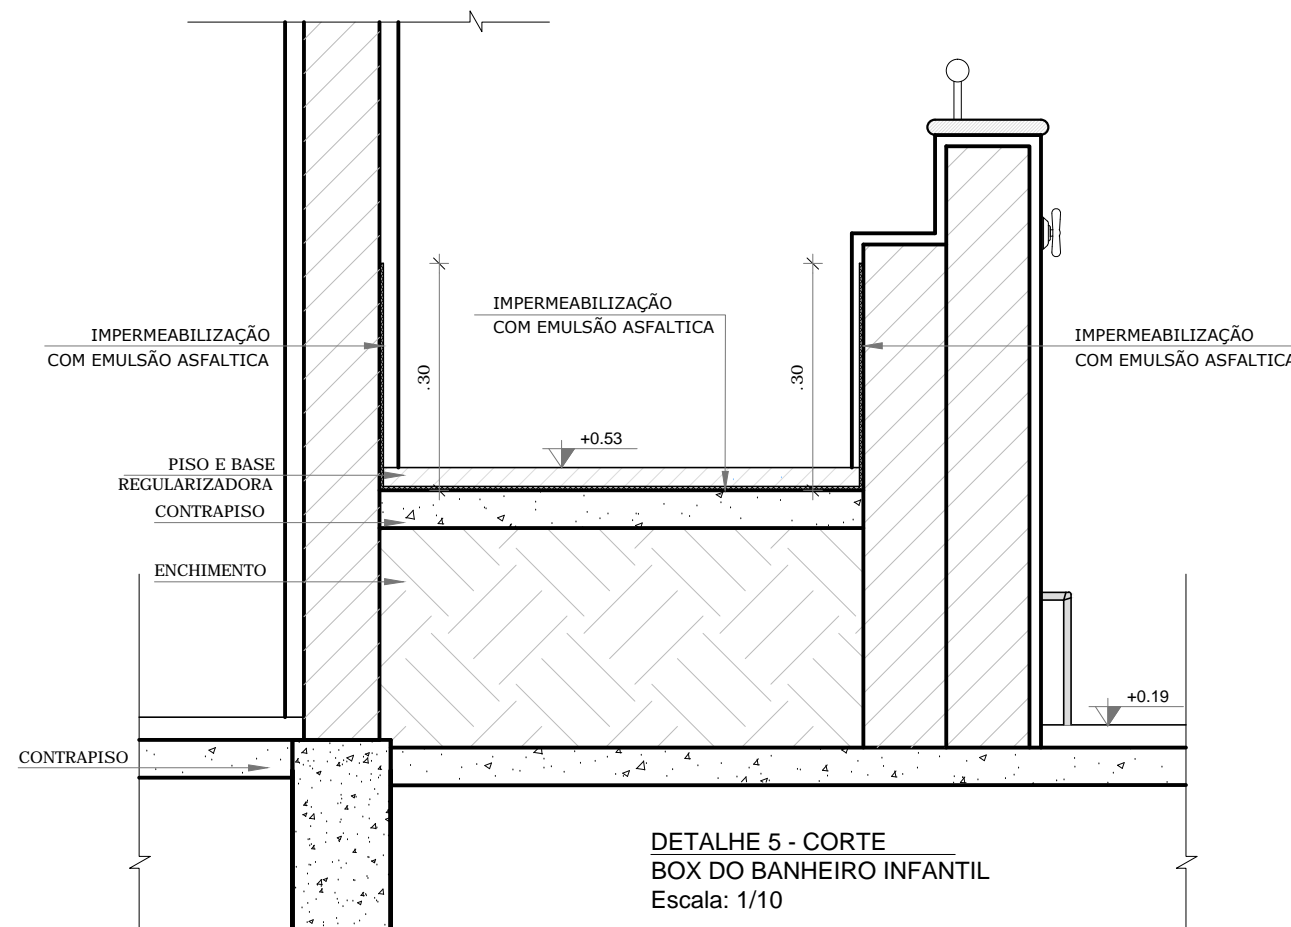 IMPERMEABILIZAÇÃO
COM EMULSÃO ASFALTICA
IMPERMEABILIZAÇÃO
COM EMULSÃO ASFALTICA
IMPERMEABILIZAÇÃO
COM EMULSÃO ASFALTICA
.30
.30
+0.53
PISO E BASE
REGULARIZADORA
CONTRAPISO
ENCHIMENTO
+0.19
CONTRAPISO
DETALHE 5 - CORTE
BOX DO BANHEIRO INFANTIL
Escala: 1/10